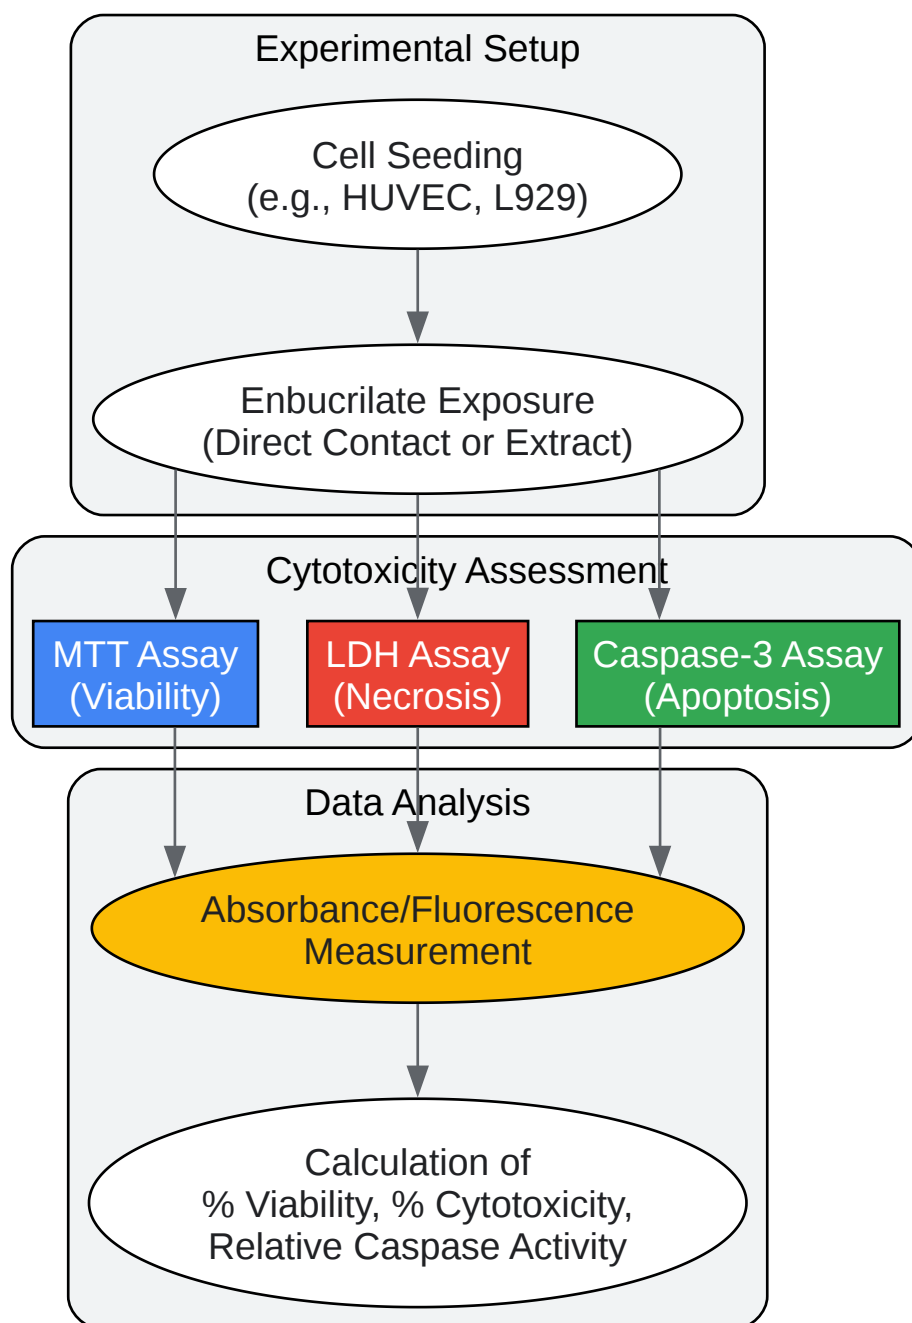 Experimental Setup
Cell Seeding
(e.g., HUVEC, L929)
Enbucrilate Exposure
(Direct Contact or Extract)
Cytotoxicity Assessment
MTT Assay
(Viability)
LDH Assay
(Necrosis)
Caspase-3 Assay
(Apoptosis)
Data Analysis
Absorbance/Fluorescence
Measurement
Calculation of
% Viability, % Cytotoxicity,
Relative Caspase Activity